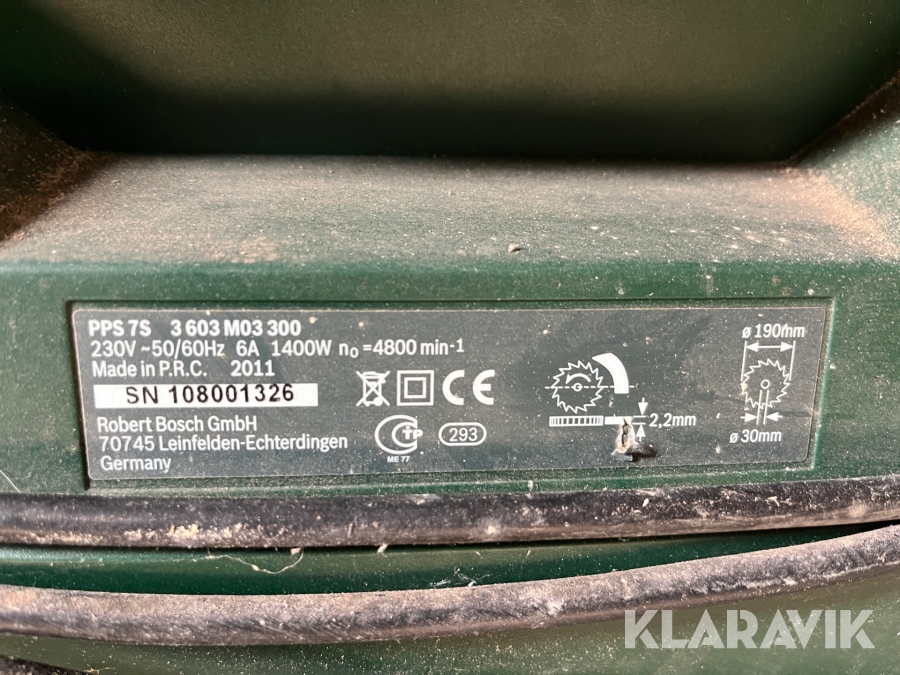 PPS 7S 3 603 M03 300
230V ~50/60Hz 6A 1400W n₀ =4800 min-1
Made in P.R.C. 2011
SN 108001326
Robert Bosch GmbH
70745 Leinfelden-Echterdingen
Germany
CE
ME 77
293
2,2mm
ø 190mm
ø 30mm
KLARAVIK